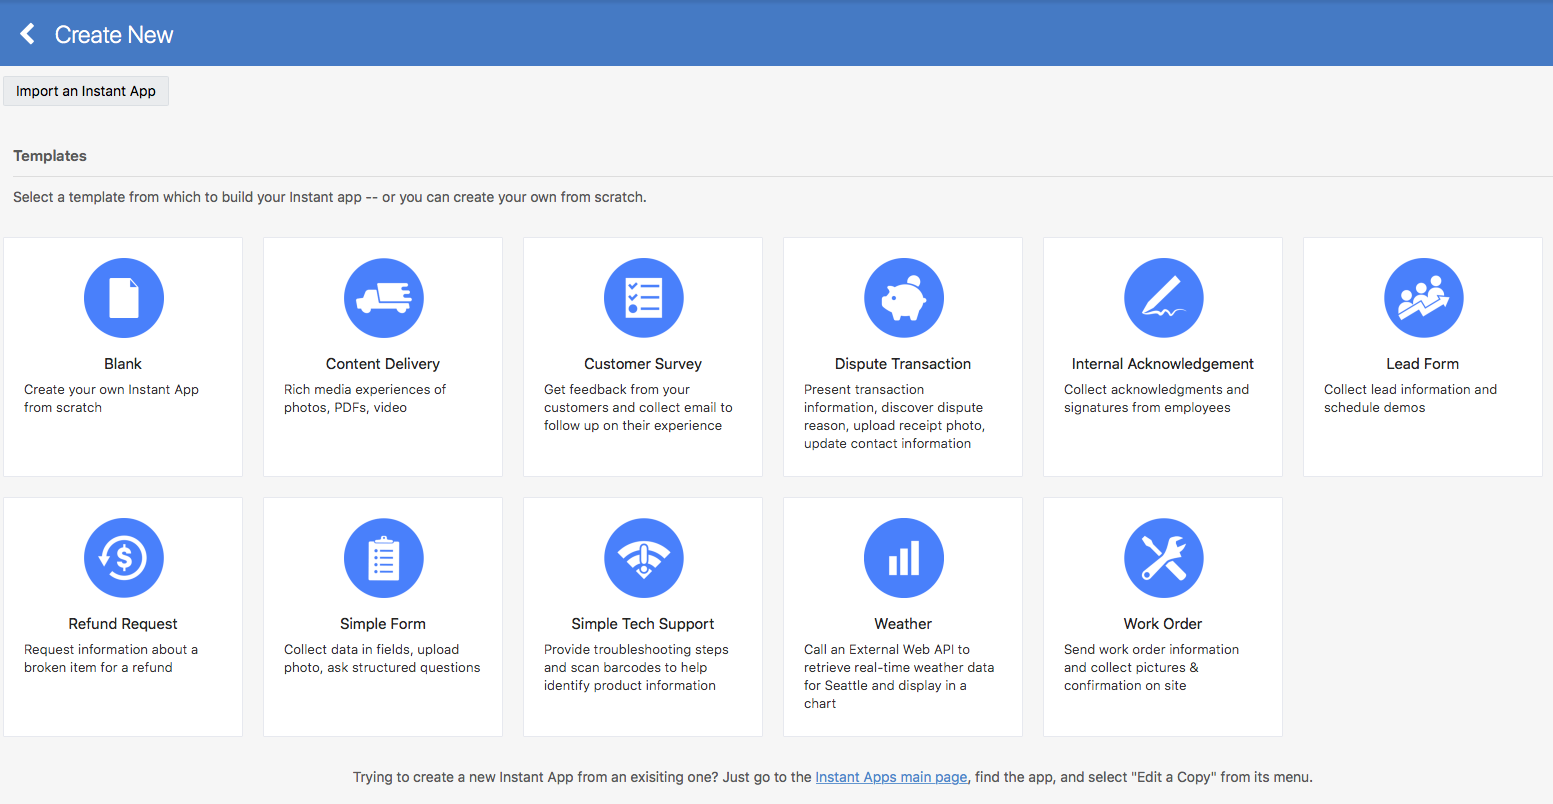 Create New
Import an Instant App
Templates
Select a template from which to build your Instant app -- or you can create your own from scratch.
Blank
Create your own Instant App
from scratch
Content Delivery
Rich media experiences of
photos, PDFs, video
Customer Survey
Get feedback from your
customers and collect email to
follow up on their experience
Dispute Transaction
Present transaction
information, discover dispute
reason, upload receipt photo,
update contact information
Internal Acknowledgement
Collect acknowledgments and
signatures from employees
Lead Form
Collect lead information and
schedule demos
Refund Request
Request information about a
broken item for a refund
Simple Form
Collect data in fields, upload
photo, ask structured questions
Simple Tech Support
Provide troubleshooting steps
and scan barcodes to help
identify product information
Weather
Call an External Web API to
retrieve real-time weather data
for Seattle and display in a
chart
Work Order
Send work order information
and collect pictures &
confirmation on site
Trying to create a new Instant App from an exisiting one? Just go to the Instant Apps main page, find the app, and select "Edit a Copy" from its menu.